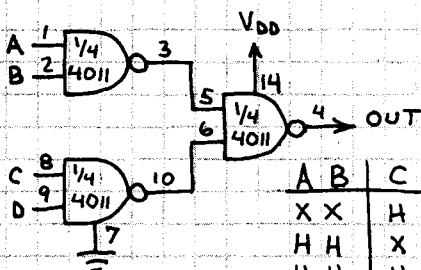 VDD
A 1 1/4 4011 3
B 2
14
5 1/4 4011 4 OUT
6
C 8 1/4 4011 10
D 9
7
A B C
X X H
H H X
H H H